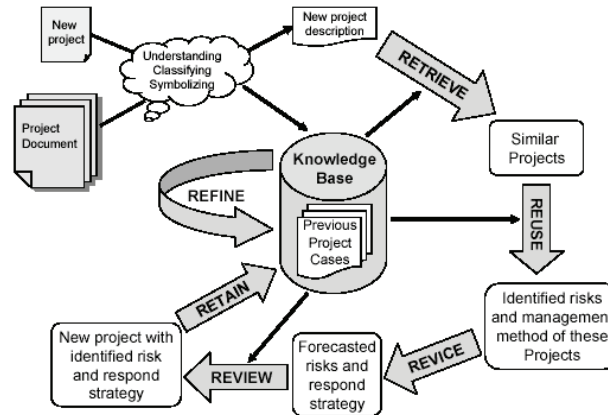 New
project
New project
description
Understanding
Classifying
Symbolizing
RETRIEVE
Project
Document
Similar
Projects
Knowledge
Base
REFINE
REUSE
Previous
Project
Cases
RETAIN
Identified risks
and management
method of these
Projects
New project with
identified risk
and respond
strategy
REVIEW
Forecasted
risks and
respond
strategy
REVICE